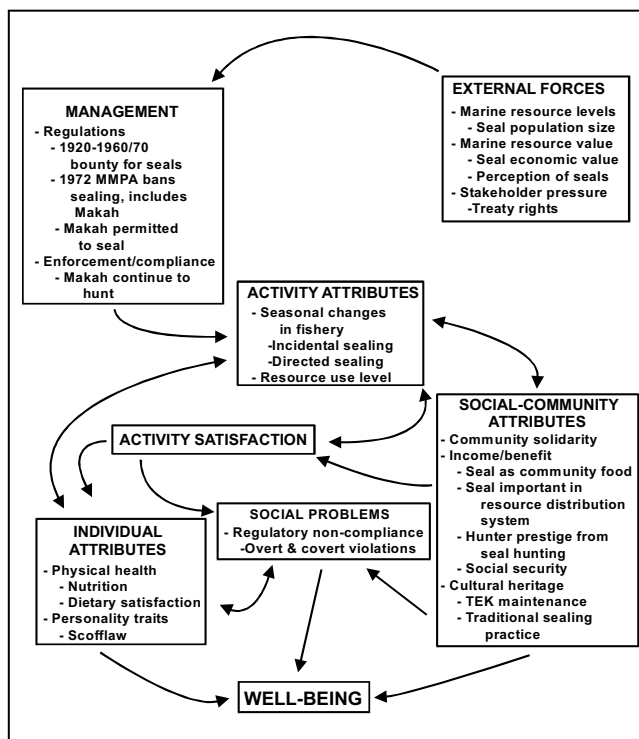 MANAGEMENT
- Regulations
- 1920-1960/70
bounty for seals
- 1972 MMPA bans
sealing, includes
Makah
- Makah permitted
to seal
- Enforcement/compliance
- Makah continue to
hunt
EXTERNAL FORCES
- Marine resource levels
- Seal population size
- Marine resource value
- Seal economic value
- Perception of seals
- Stakeholder pressure
-Treaty rights
ACTIVITY ATTRIBUTES
- Seasonal changes
in fishery
-Incidental sealing
-Directed sealing
- Resource use level
SOCIAL-COMMUNITY
ATTRIBUTES
- Community solidarity
- Income/benefit
- Seal as community food
- Seal important in
resource distribution
system
- Hunter prestige from
seal hunting
- Social security
- Cultural heritage
- TEK maintenance
- Traditional sealing
practice
ACTIVITY SATISFACTION
SOCIAL PROBLEMS
- Regulatory non-compliance
-Overt & covert violations
INDIVIDUAL
ATTRIBUTES
- Physical health
- Nutrition
- Dietary satisfaction
- Personality traits
- Scofflaw
WELL-BEING